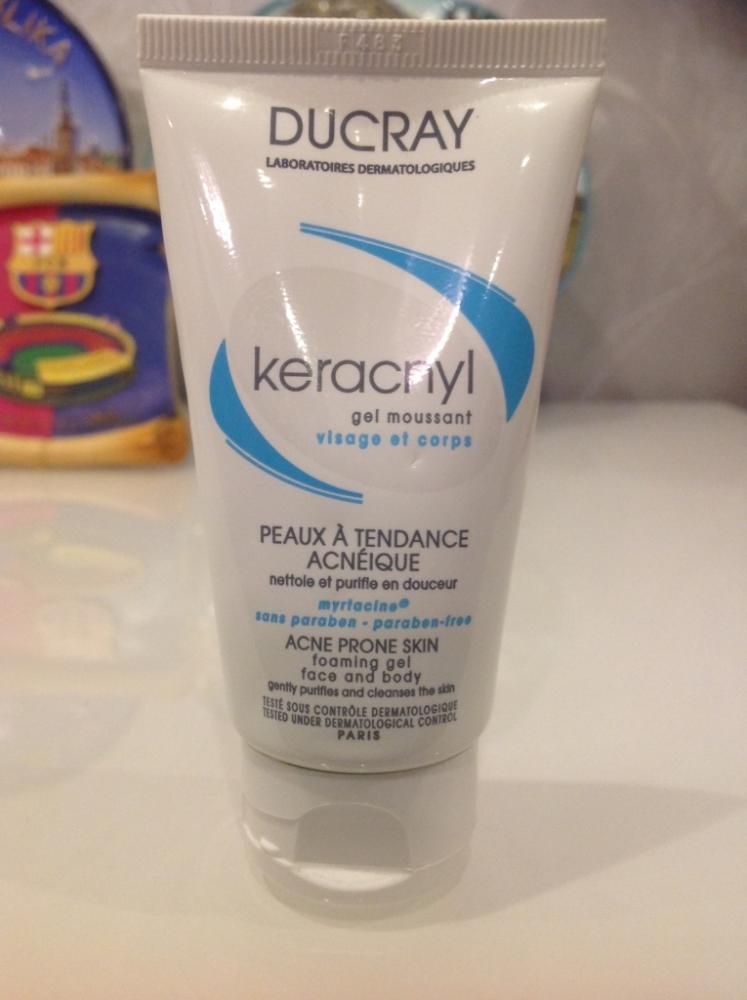 F483
DUCRAY
LABORATOIRES DERMATOLOGIQUES
keracnyl
gel moussant
visage et corps
PEAUX À TENDANCE
ACNÉIQUE
nettoie et purifie en douceur
myrtacine®
sans paraben - paraben-free
ACNE PRONE SKIN
foaming gel
face and body
gently purifies and cleanses the skin
TESTÉ SOUS CONTRÔLE DERMATOLOGIQUE
TESTED UNDER DERMATOLOGICAL CONTROL
PARIS